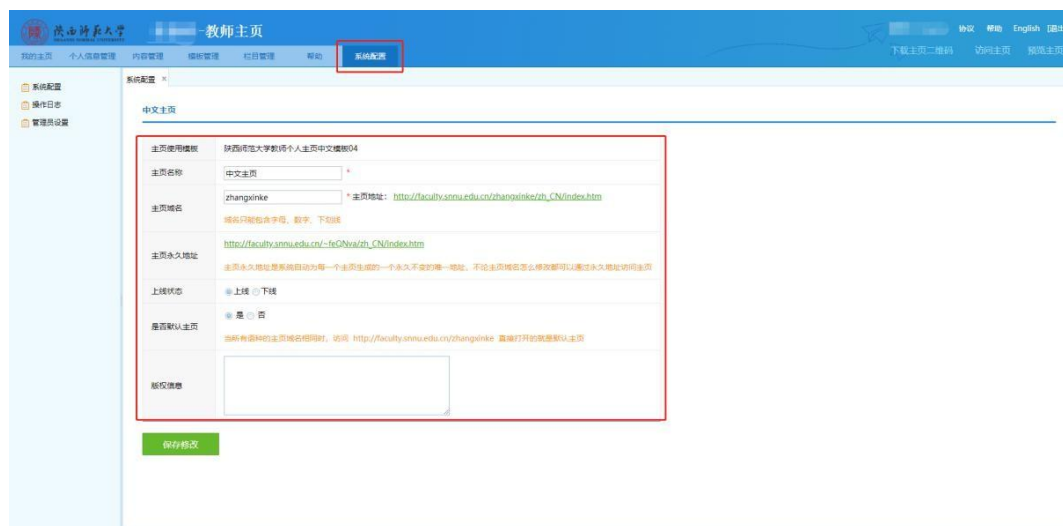 陕西师范大学
SHAANXI NORMAL UNIVERSITY
-教师主页
协议 帮助 English [退出
我的主页 个人信息管理 内容管理 模板管理 栏目管理 帮助 系统配置
下载主页二维码 访问主页 预览主页
系统配置
操作日志
管理员设置
系统配置 ×
中文主页
主页使用模板 陕西师范大学教师个人主页中文模板04
主页名称 中文主页 *
主页域名 zhangxinke * 主页地址: http://faculty.snnu.edu.cn/zhangxinke/zh_CN/index.htm
域名只能包含字母、数字、下划线
主页永久地址 http://faculty.snnu.edu.cn/~feQNva/zh_CN/index.htm
主页永久地址是系统自动为每一个主页生成的一个永久不变的唯一地址，不论主页域名怎么修改都可以通过永久地址访问主页
上线状态 上线 下线
是否默认主页 是 否
当所有语种的主页域名相同时，访问 http://faculty.snnu.edu.cn/zhangxinke 直接打开的就是默认主页
版权信息
保存修改